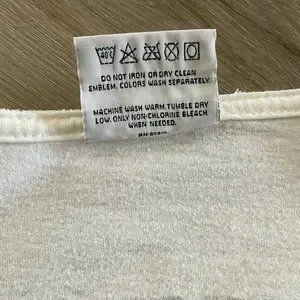 40°C
DO NOT IRON OR DRY CLEAN
EMBLEM. COLORS WASH SEPARATELY.
MACHINE WASH WARM. TUMBLE DRY
LOW. ONLY NON-CHLORINE BLEACH
WHEN NEEDED.
RN